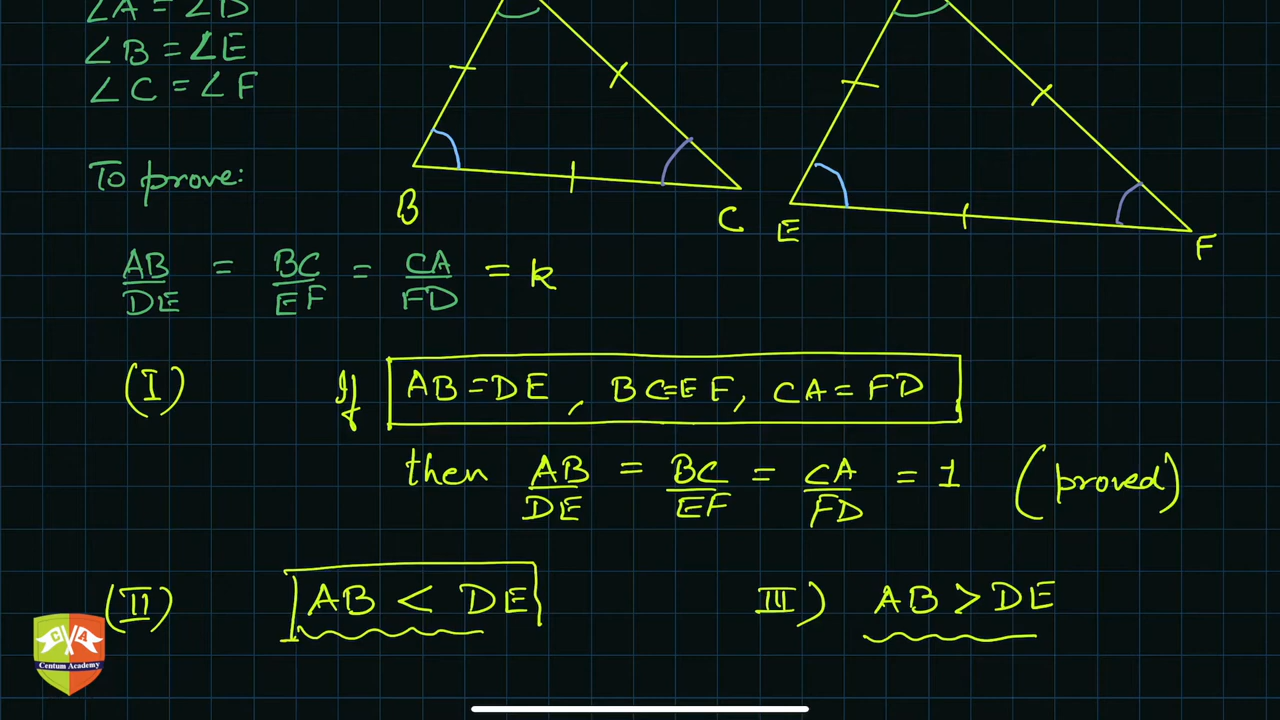 ∠A = ∠D
∠B = ∠E
∠C = ∠F
To prove:
B
C
E
F
AB/DE = BC/EF = CA/FD = k
(I) If AB = DE, BC = EF, CA = FD
then AB/DE = BC/EF = CA/FD = 1 (proved)
(II) AB < DE
III) AB > DE
C A
Centum Academy